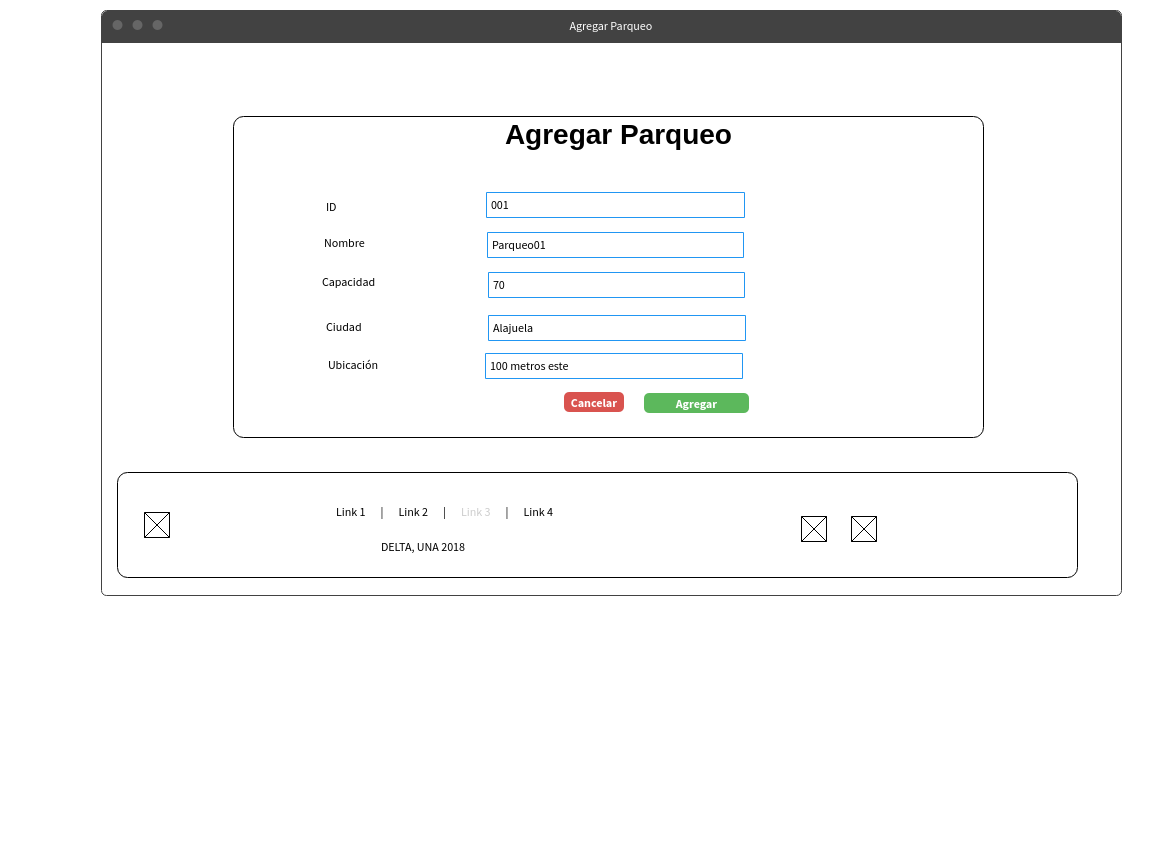 Agregar Parqueo
Agregar Parqueo
ID 001
Nombre Parqueo01
Capacidad 70
Ciudad Alajuela
Ubicación 100 metros este
Cancelar Agregar
Link 1 | Link 2 | Link 3 | Link 4
DELTA, UNA 2018